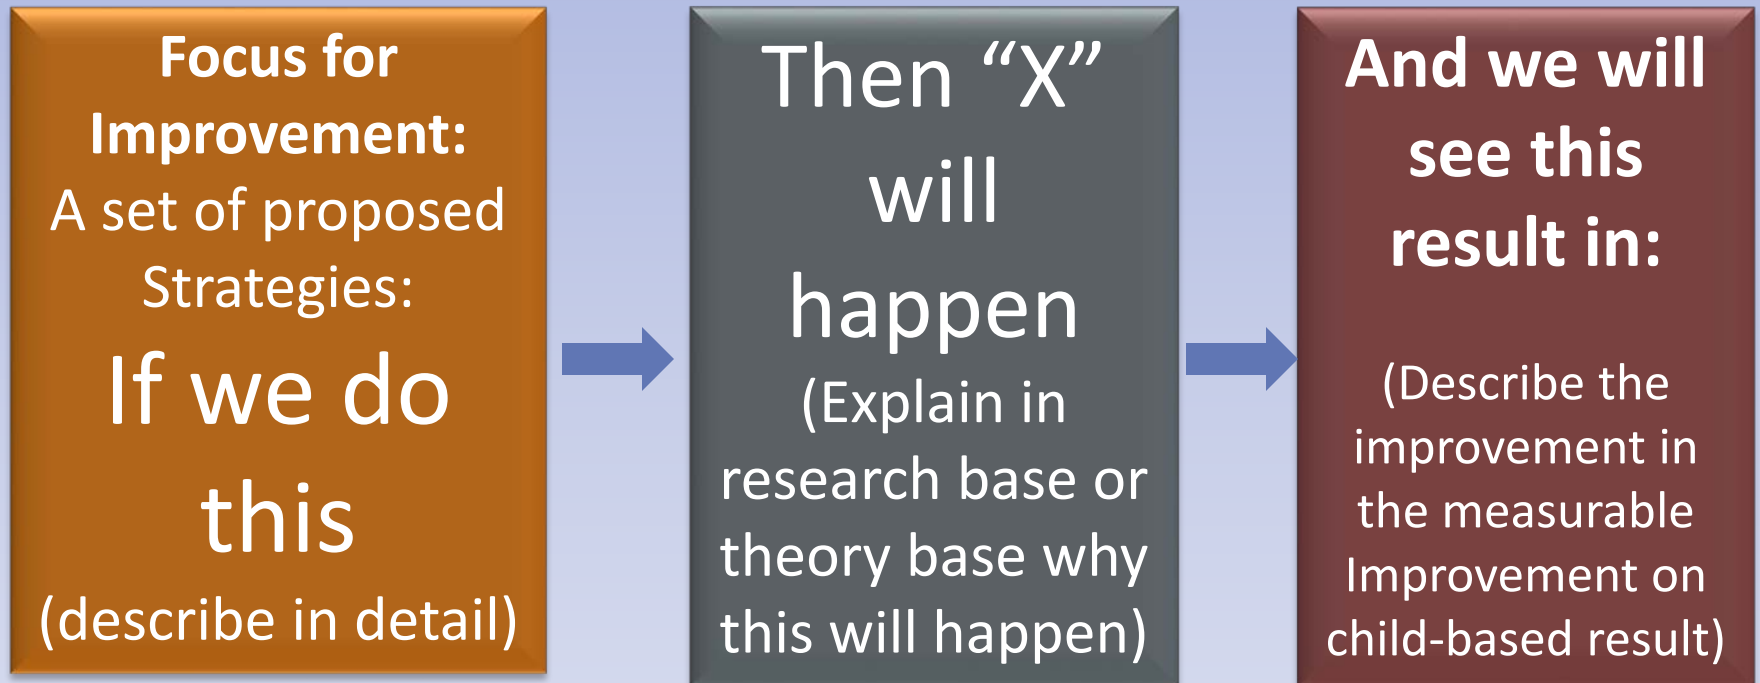 Focus for
Improvement:
A set of proposed
Strategies:
If we do
this
(describe in detail)
Then “X”
will
happen
(Explain in
research base or
theory base why
this will happen)
And we will
see this
result in:
(Describe the
improvement in
the measurable
Improvement on
child-based result)